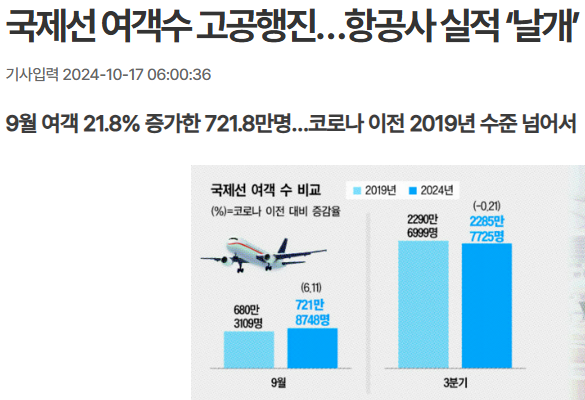 국제선 여객수 고공행진…항공사 실적 ‘날개’
기사입력 2024-10-17 06:00:36
9월 여객 21.8% 증가한 721.8만명…코로나 이전 2019년 수준 넘어서
국제선 여객 수 비교
2019년 2024년
(%)=코로나 이전 대비 증감율
680만
3109명
(6.11)
721만
8748명
9월
2290만
6999명
(-0.21)
2285만
7725명
3분기